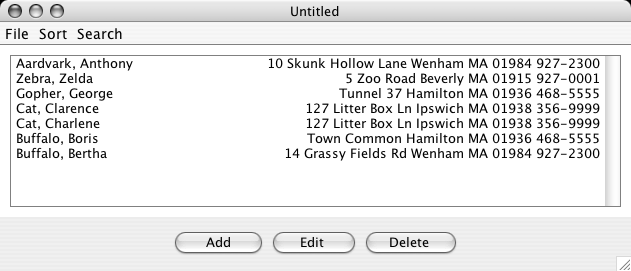 Untitled
File Sort Search
Aardvark, Anthony 10 Skunk Hollow Lane Wenham MA 01984 927-2300
Zebra, Zelda 5 Zoo Road Beverly MA 01915 927-0001
Gopher, George Tunnel 37 Hamilton MA 01936 468-5555
Cat, Clarence 127 Litter Box Ln Ipswich MA 01938 356-9999
Cat, Charlene 127 Litter Box Ln Ipswich MA 01938 356-9999
Buffalo, Boris Town Common Hamilton MA 01936 468-5555
Buffalo, Bertha 14 Grassy Fields Rd Wenham MA 01984 927-2300
Add Edit Delete